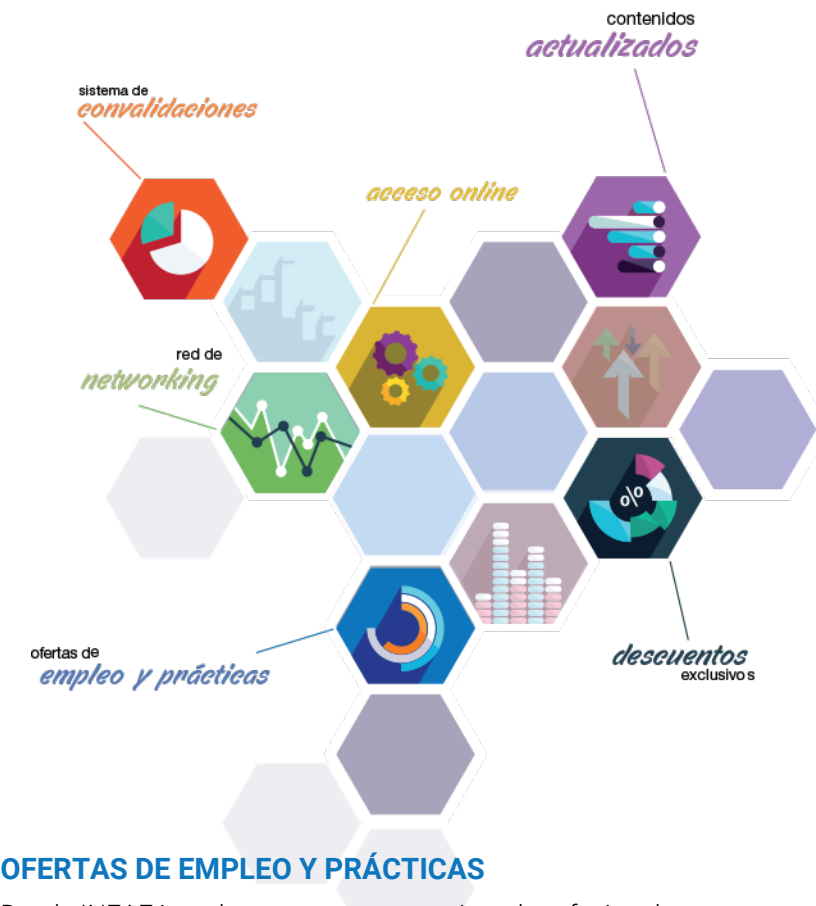 contenidos
actualizados
sistema de
convalidaciones
acceso online
red de
networking
%
ofertas de
empleo y prácticas
descuentos
exclusivos
OFERTAS DE EMPLEO Y PRÁCTICAS